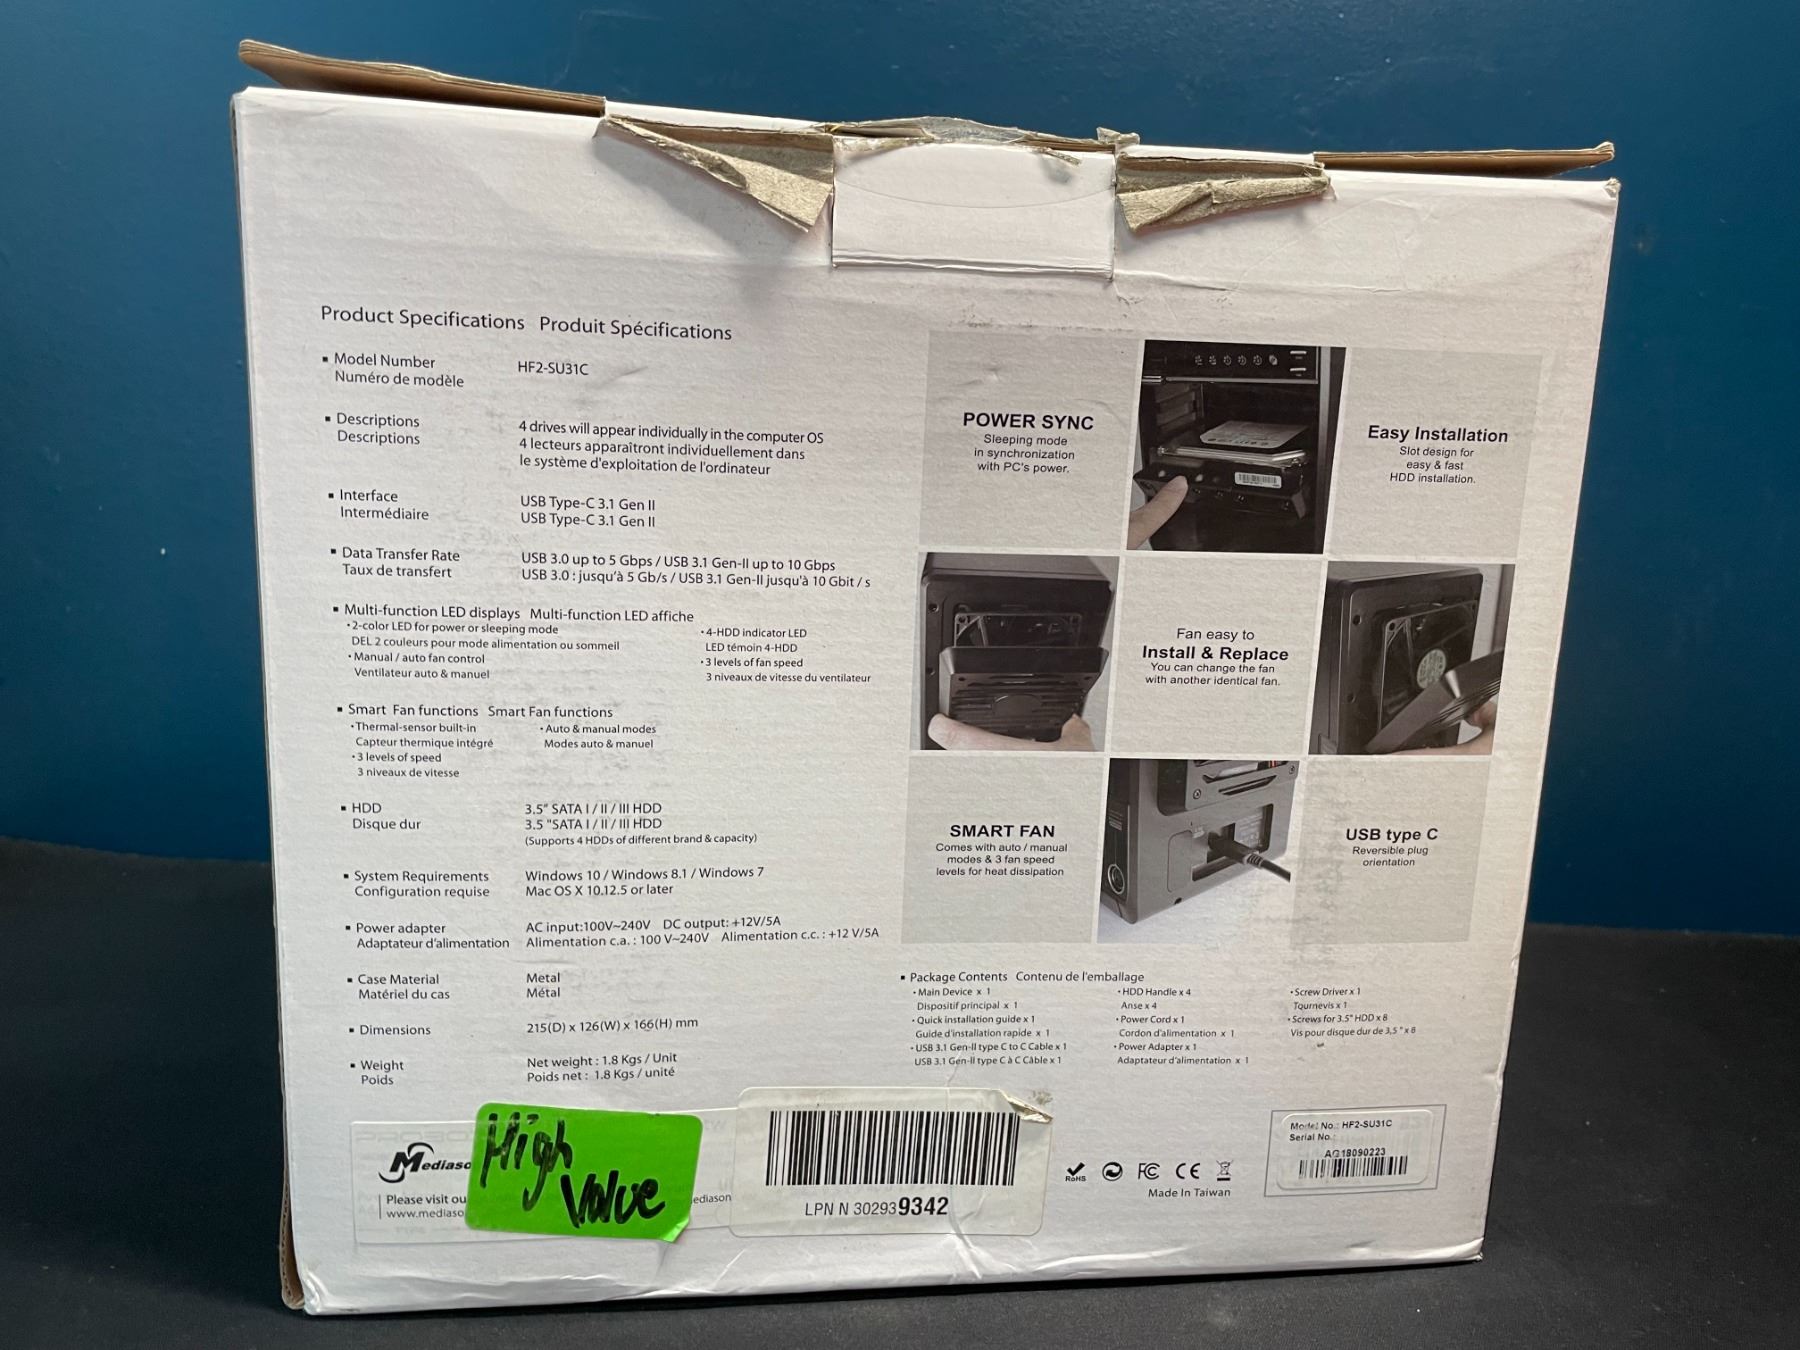 Product Specifications Produit Spécifications
▪ Model Number HF2-SU31C
Numéro de modèle
▪ Descriptions 4 drives will appear individually in the computer OS
Descriptions 4 lecteurs apparaîtront individuellement dans
le système d'exploitation de l'ordinateur
▪ Interface USB Type-C 3.1 Gen II
Intermédiaire USB Type-C 3.1 Gen II
▪ Data Transfer Rate USB 3.0 up to 5 Gbps / USB 3.1 Gen-II up to 10 Gbps
Taux de transfert USB 3.0 : jusqu'à 5 Gb/s / USB 3.1 Gen-II jusqu'à 10 Gbit / s
▪ Multi-function LED displays Multi-function LED affiche
• 2-color LED for power or sleeping mode
DEL 2 couleurs pour mode alimentation ou sommeil
• Manual / auto fan control
Ventilateur auto & manuel
• 4-HDD indicator LED
LED témoin 4-HDD
• 3 levels of fan speed
3 niveaux de vitesse du ventilateur
▪ Smart Fan functions Smart Fan functions
• Thermal-sensor built-in
Capteur thermique intégré
• 3 levels of speed
3 niveaux de vitesse
• Auto & manual modes
Modes auto & manuel
▪ HDD 3.5" SATA I / II / III HDD
Disque dur 3.5 "SATA I / II / III HDD
(Supports 4 HDDs of different brand & capacity)
▪ System Requirements Windows 10 / Windows 8.1 / Windows 7
Configuration requise Mac OS X 10.12.5 or later
▪ Power adapter AC input:100V~240V DC output: +12V/5A
Adaptateur d'alimentation Alimentation c.a. : 100 V~240V Alimentation c.c. : +12 V/5A
▪ Case Material Metal
Matériel du cas Métal
▪ Dimensions 215(D) x 126(W) x 166(H) mm
▪ Weight Net weight : 1.8 Kgs / Unit
Poids Poids net : 1.8 Kgs / unité
POWER SYNC
Sleeping mode
in synchronization
with PC's power.
Easy Installation
Slot design for
easy & fast
HDD installation.
Fan easy to
Install & Replace
You can change the fan
with another identical fan.
SMART FAN
Comes with auto / manual
modes & 3 fan speed
levels for heat dissipation
USB type C
Reversible plug
orientation
▪ Package Contents Contenu de l'emballage
• Main Device x 1
Dispositif principal x 1
• Quick installation guide x 1
Guide d'installation rapide x 1
• USB 3.1 Gen-II type C to C Cable x 1
USB 3.1 Gen-II type C à C Câble x 1
• HDD Handle x 4
Anse x 4
• Power Cord x 1
Cordon d'alimentation x 1
• Power Adapter x 1
Adaptateur d'alimentation x 1
• Screw Driver x 1
Tournevis x 1
• Screws for 3.5" HDD x 8
Vis pour disque dur de 3,5 " x 8
Mediaso
Please visit ou
www.mediaso
ediason
High
Value
LPN N 302939342
RoHS FC CE
Made In Taiwan
Model No.: HF2-SU31C
Serial No.:
AG18090223